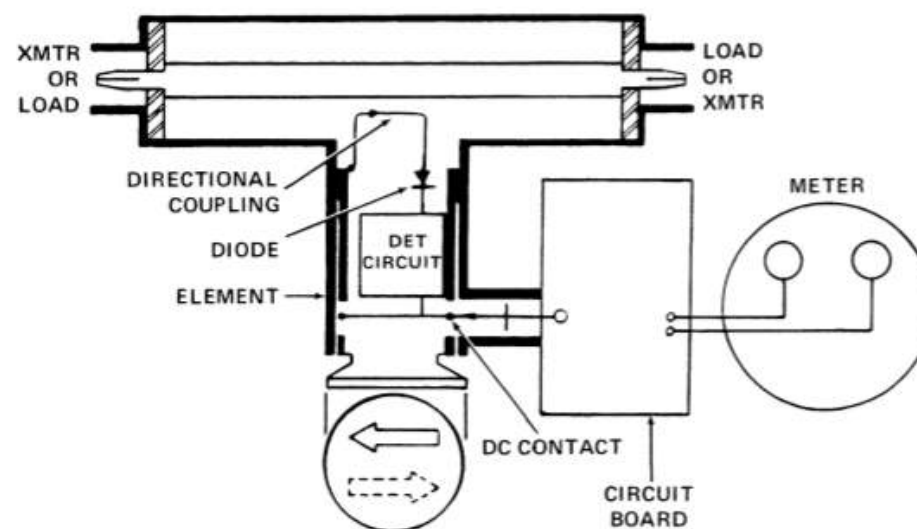 XMTR
OR
LOAD
LOAD
OR
XMTR
DIRECTIONAL
COUPLING
DIODE
DET
CIRCUIT
ELEMENT
METER
DC CONTACT
CIRCUIT
BOARD